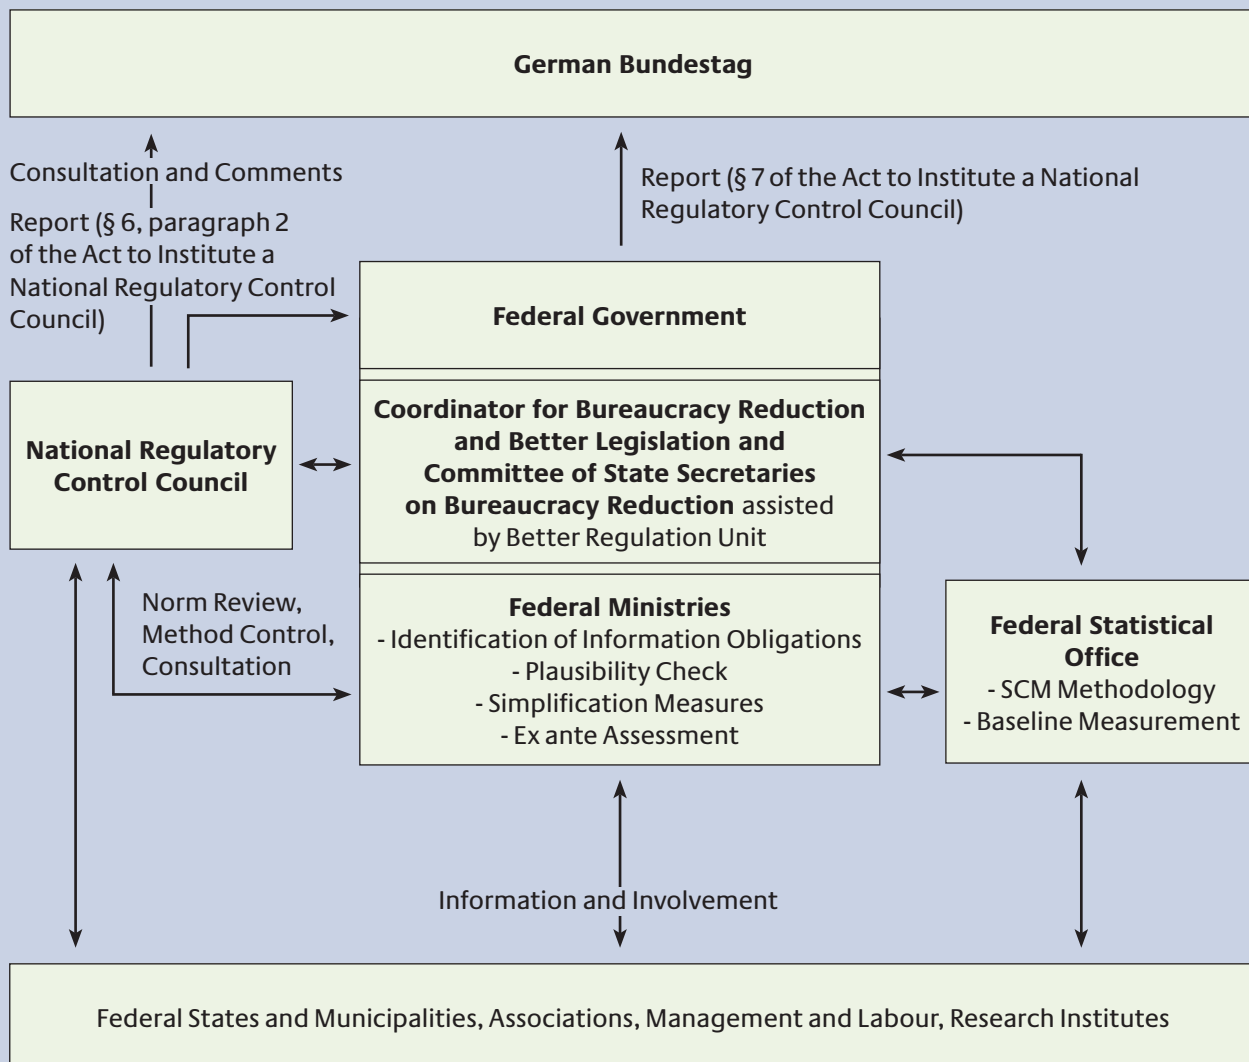 German Bundestag
Consultation and Comments
Report (§ 6, paragraph 2
of the Act to Institute a
National Regulatory Control
Council)
Report (§ 7 of the Act to Institute a National
Regulatory Control Council)
Federal Government
National Regulatory
Control Council
Coordinator for Bureaucracy Reduction
and Better Legislation and
Committee of State Secretaries
on Bureaucracy Reduction assisted
by Better Regulation Unit
Norm Review,
Method Control,
Consultation
Federal Ministries
- Identification of Information Obligations
- Plausibility Check
- Simplification Measures
- Ex ante Assessment
Federal Statistical
Office
- SCM Methodology
- Baseline Measurement
Information and Involvement
Federal States and Municipalities, Associations, Management and Labour, Research Institutes